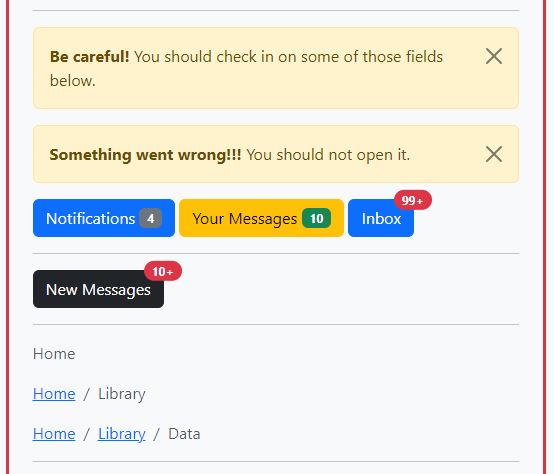 Be careful! You should check in on some of those fields
below.
Something went wrong!!! You should not open it.
Notifications 4 Your Messages 10 Inbox 99+
New Messages 10+
Home
Home / Library
Home / Library / Data